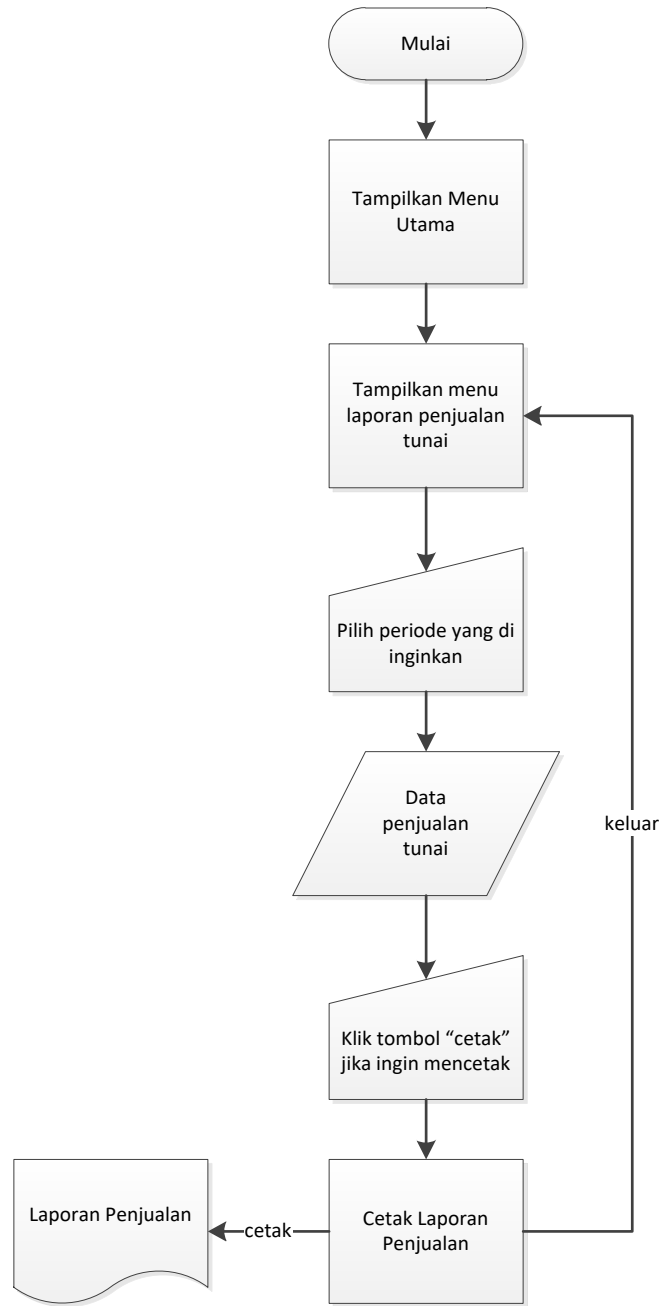 Mulai
Tampilkan Menu
Utama
Tampilkan menu
laporan penjualan
tunai
Pilih periode yang di
inginkan
Data
penjualan
tunai
keluar
Klik tombol “cetak”
jika ingin mencetak
Laporan Penjualan
cetak
Cetak Laporan
Penjualan